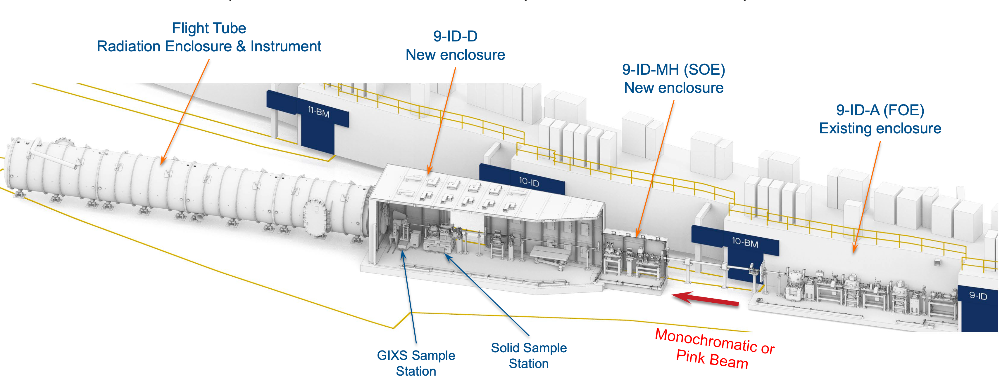 Flight Tube
Radiation Enclosure & Instrument
9-ID-D
New enclosure
9-ID-MH (SOE)
New enclosure
9-ID-A (FOE)
Existing enclosure
11-BM
10-ID
10-BM
9-ID
GIXS Sample
Station
Solid Sample
Station
Monochromatic or
Pink Beam